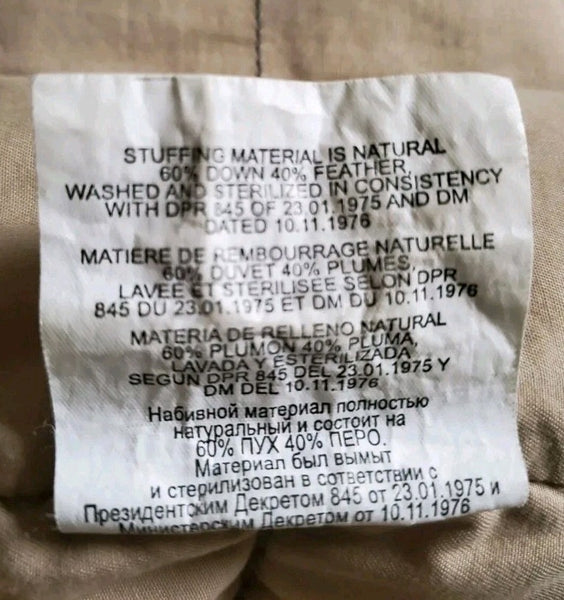 STUFFING MATERIAL IS NATURAL
60% DOWN 40% FEATHER,
WASHED AND STERILIZED IN CONSISTENCY
WITH DPR 845 OF 23.01.1975 AND DM
DATED 10.11.1976
MATIERE DE REMBOURRAGE NATURELLE
60% DUVET 40% PLUMES,
LAVEE ET STERILISEE SELON DPR
845 DU 23.01.1975 ET DM DU 10.11.1976
MATERIA DE RELLENO NATURAL
60% PLUMON 40% PLUMA,
LAVADA Y ESTERILIZADA
SEGUN DPR 845 DEL 23.01.1975 Y
DM DEL 10.11.1976
Набивной материал полностью
натуральный и состоит на
60% ПУХ 40% ПЕРО.
Материал был вымыт
и стерилизован в соответствии с
Президентским Декретом 845 от 23.01.1975 и
Министерским Декретом от 10.11.1976